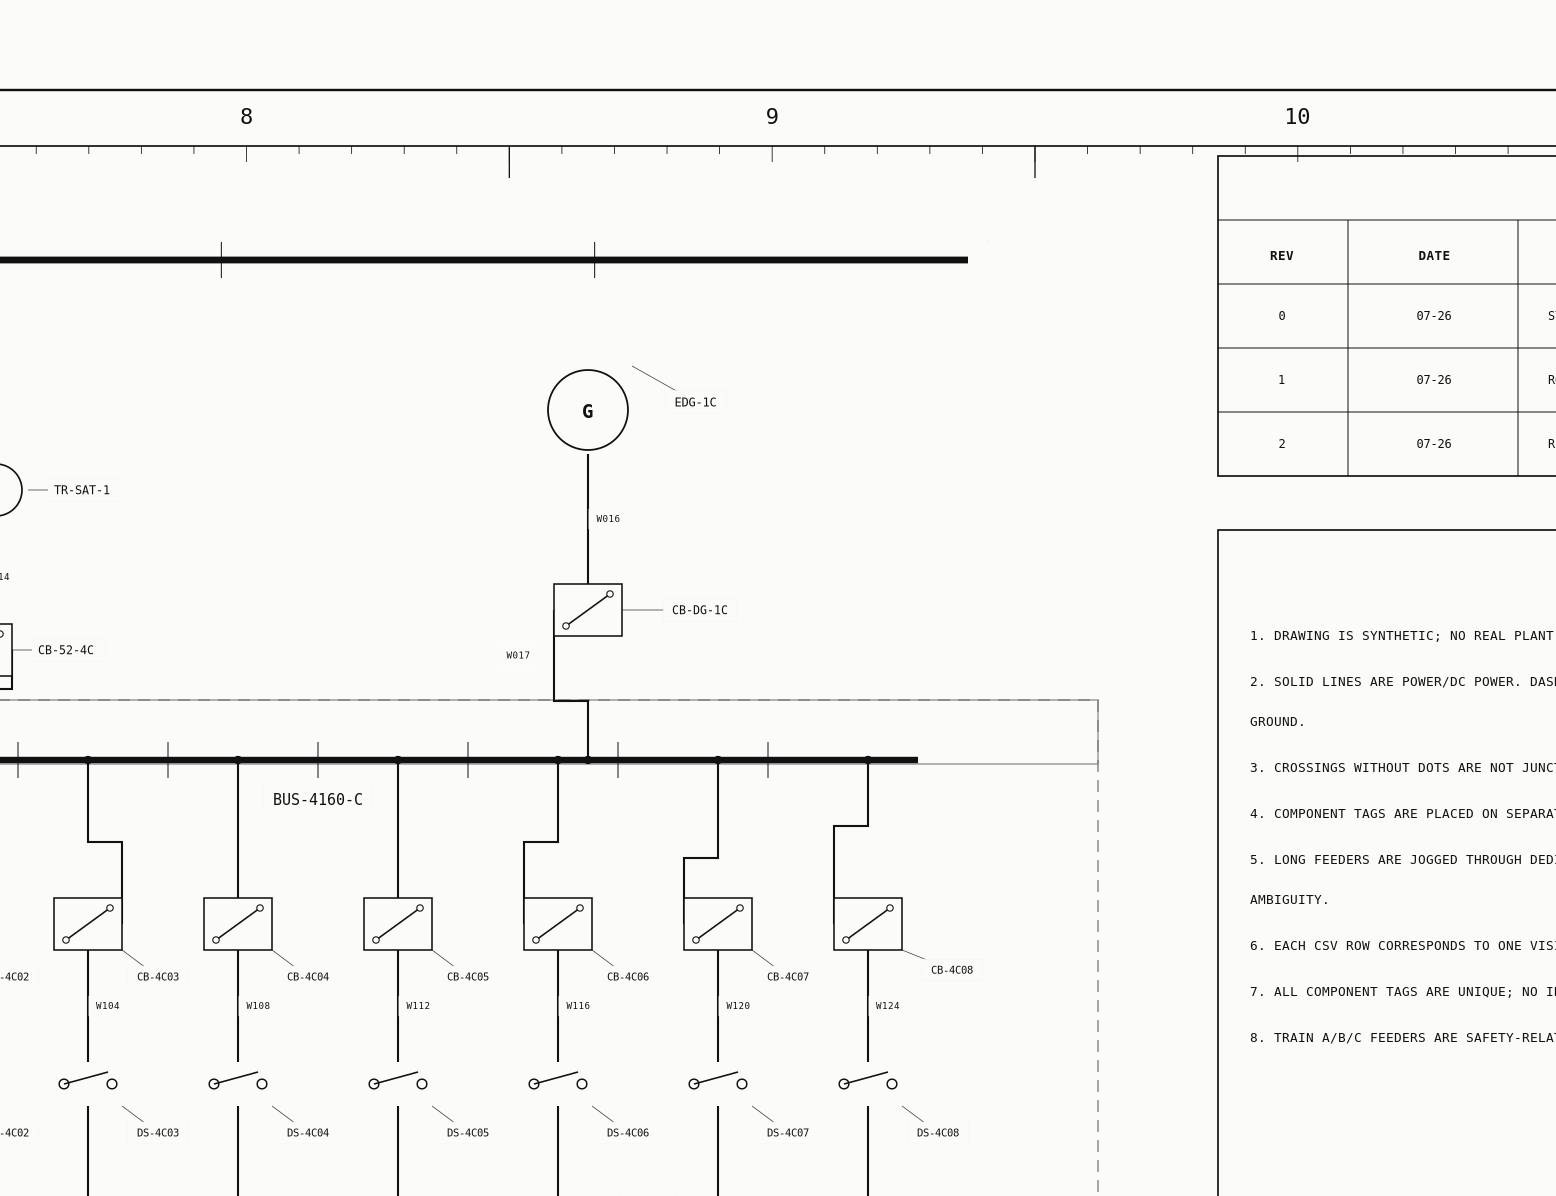 8 9 10
REV DATE
0 07-26
1 07-26
2 07-26
EDG-1C
G
TR-SAT-1
W016
14
CB-DG-1C
CB-52-4C
W017
BUS-4160-C
-4C02 CB-4C03 CB-4C04 CB-4C05 CB-4C06 CB-4C07 CB-4C08
W104 W108 W112 W116 W120 W124
-4C02 DS-4C03 DS-4C04 DS-4C05 DS-4C06 DS-4C07 DS-4C08
1. DRAWING IS SYNTHETIC; NO REAL PLANT
2. SOLID LINES ARE POWER/DC POWER.
GROUND.
3. CROSSINGS WITHOUT DOTS ARE NOT
4. COMPONENT TAGS ARE PLACED ON
5. LONG FEEDERS ARE JOGGED THROUGH
AMBIGUITY.
6. EACH CSV ROW CORRESPONDS TO ONE
7. ALL COMPONENT TAGS ARE UNIQUE; NO
8. TRAIN A/B/C FEEDERS ARE